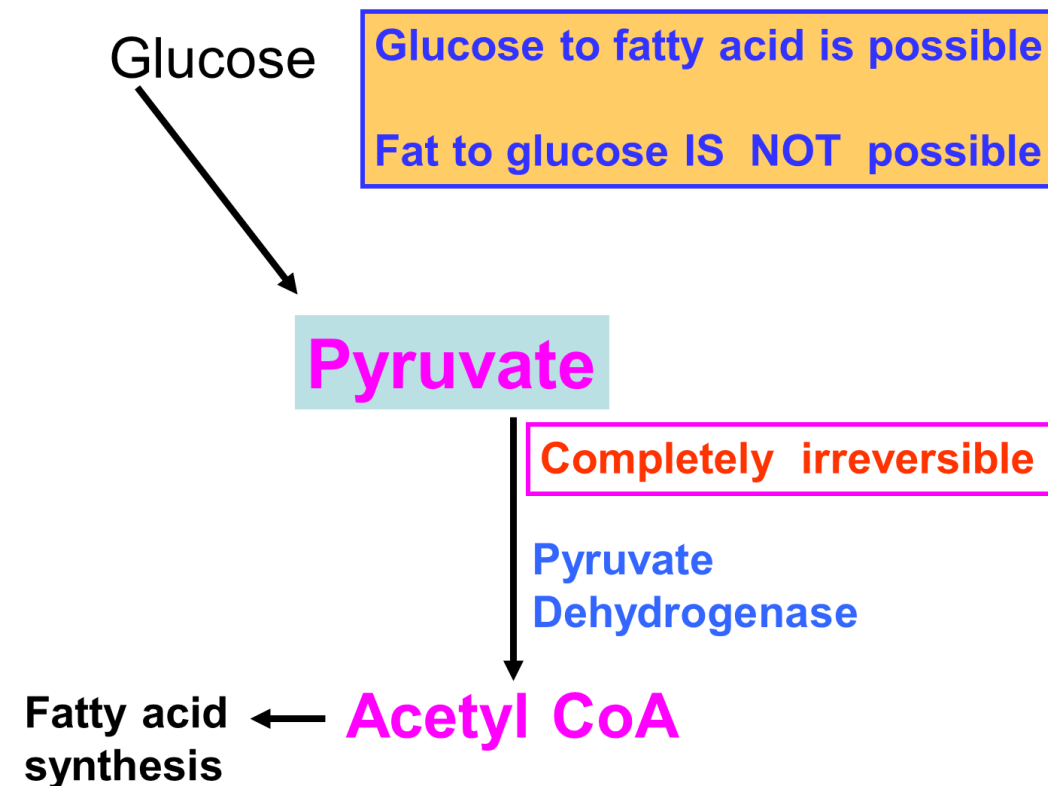 Glucose
Glucose to fatty acid is possible
Fat to glucose IS NOT possible
Pyruvate
Completely irreversible
Pyruvate
Dehydrogenase
Fatty acid
synthesis
Acetyl CoA